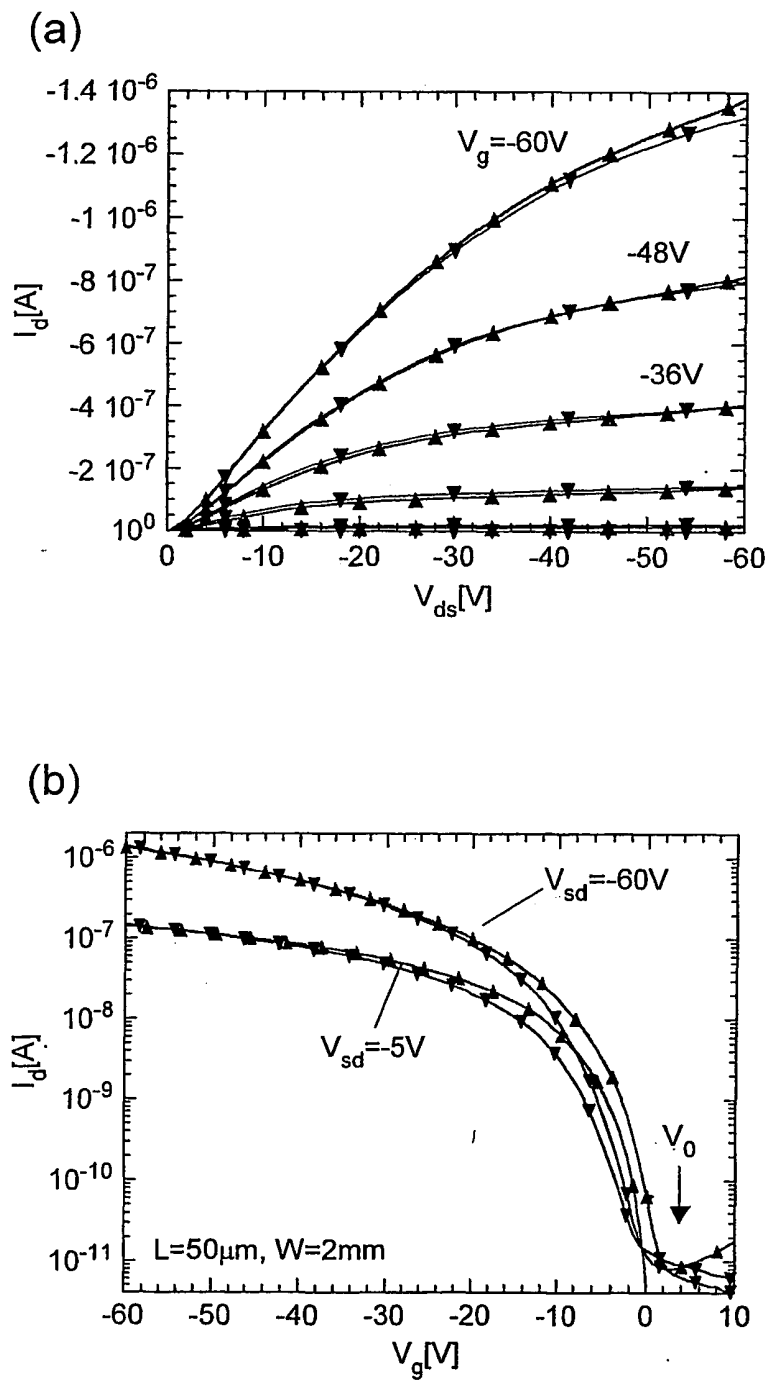 (a)
-1.4 10⁻⁶
-1.2 10⁻⁶
-1 10⁻⁶
-8 10⁻⁷
-6 10⁻⁷
-4 10⁻⁷
-2 10⁻⁷
10⁰
I_d[A]
V_g=-60V
-48V
-36V
0 -10 -20 -30 -40 -50 -60
V_ds[V]
(b)
10⁻⁶
10⁻⁷
10⁻⁸
10⁻⁹
10⁻¹⁰
10⁻¹¹
I_d[A]
V_sd=-60V
V_sd=-5V
V₀
L=50µm, W=2mm
-60 -50 -40 -30 -20 -10 0 10
V_g[V]